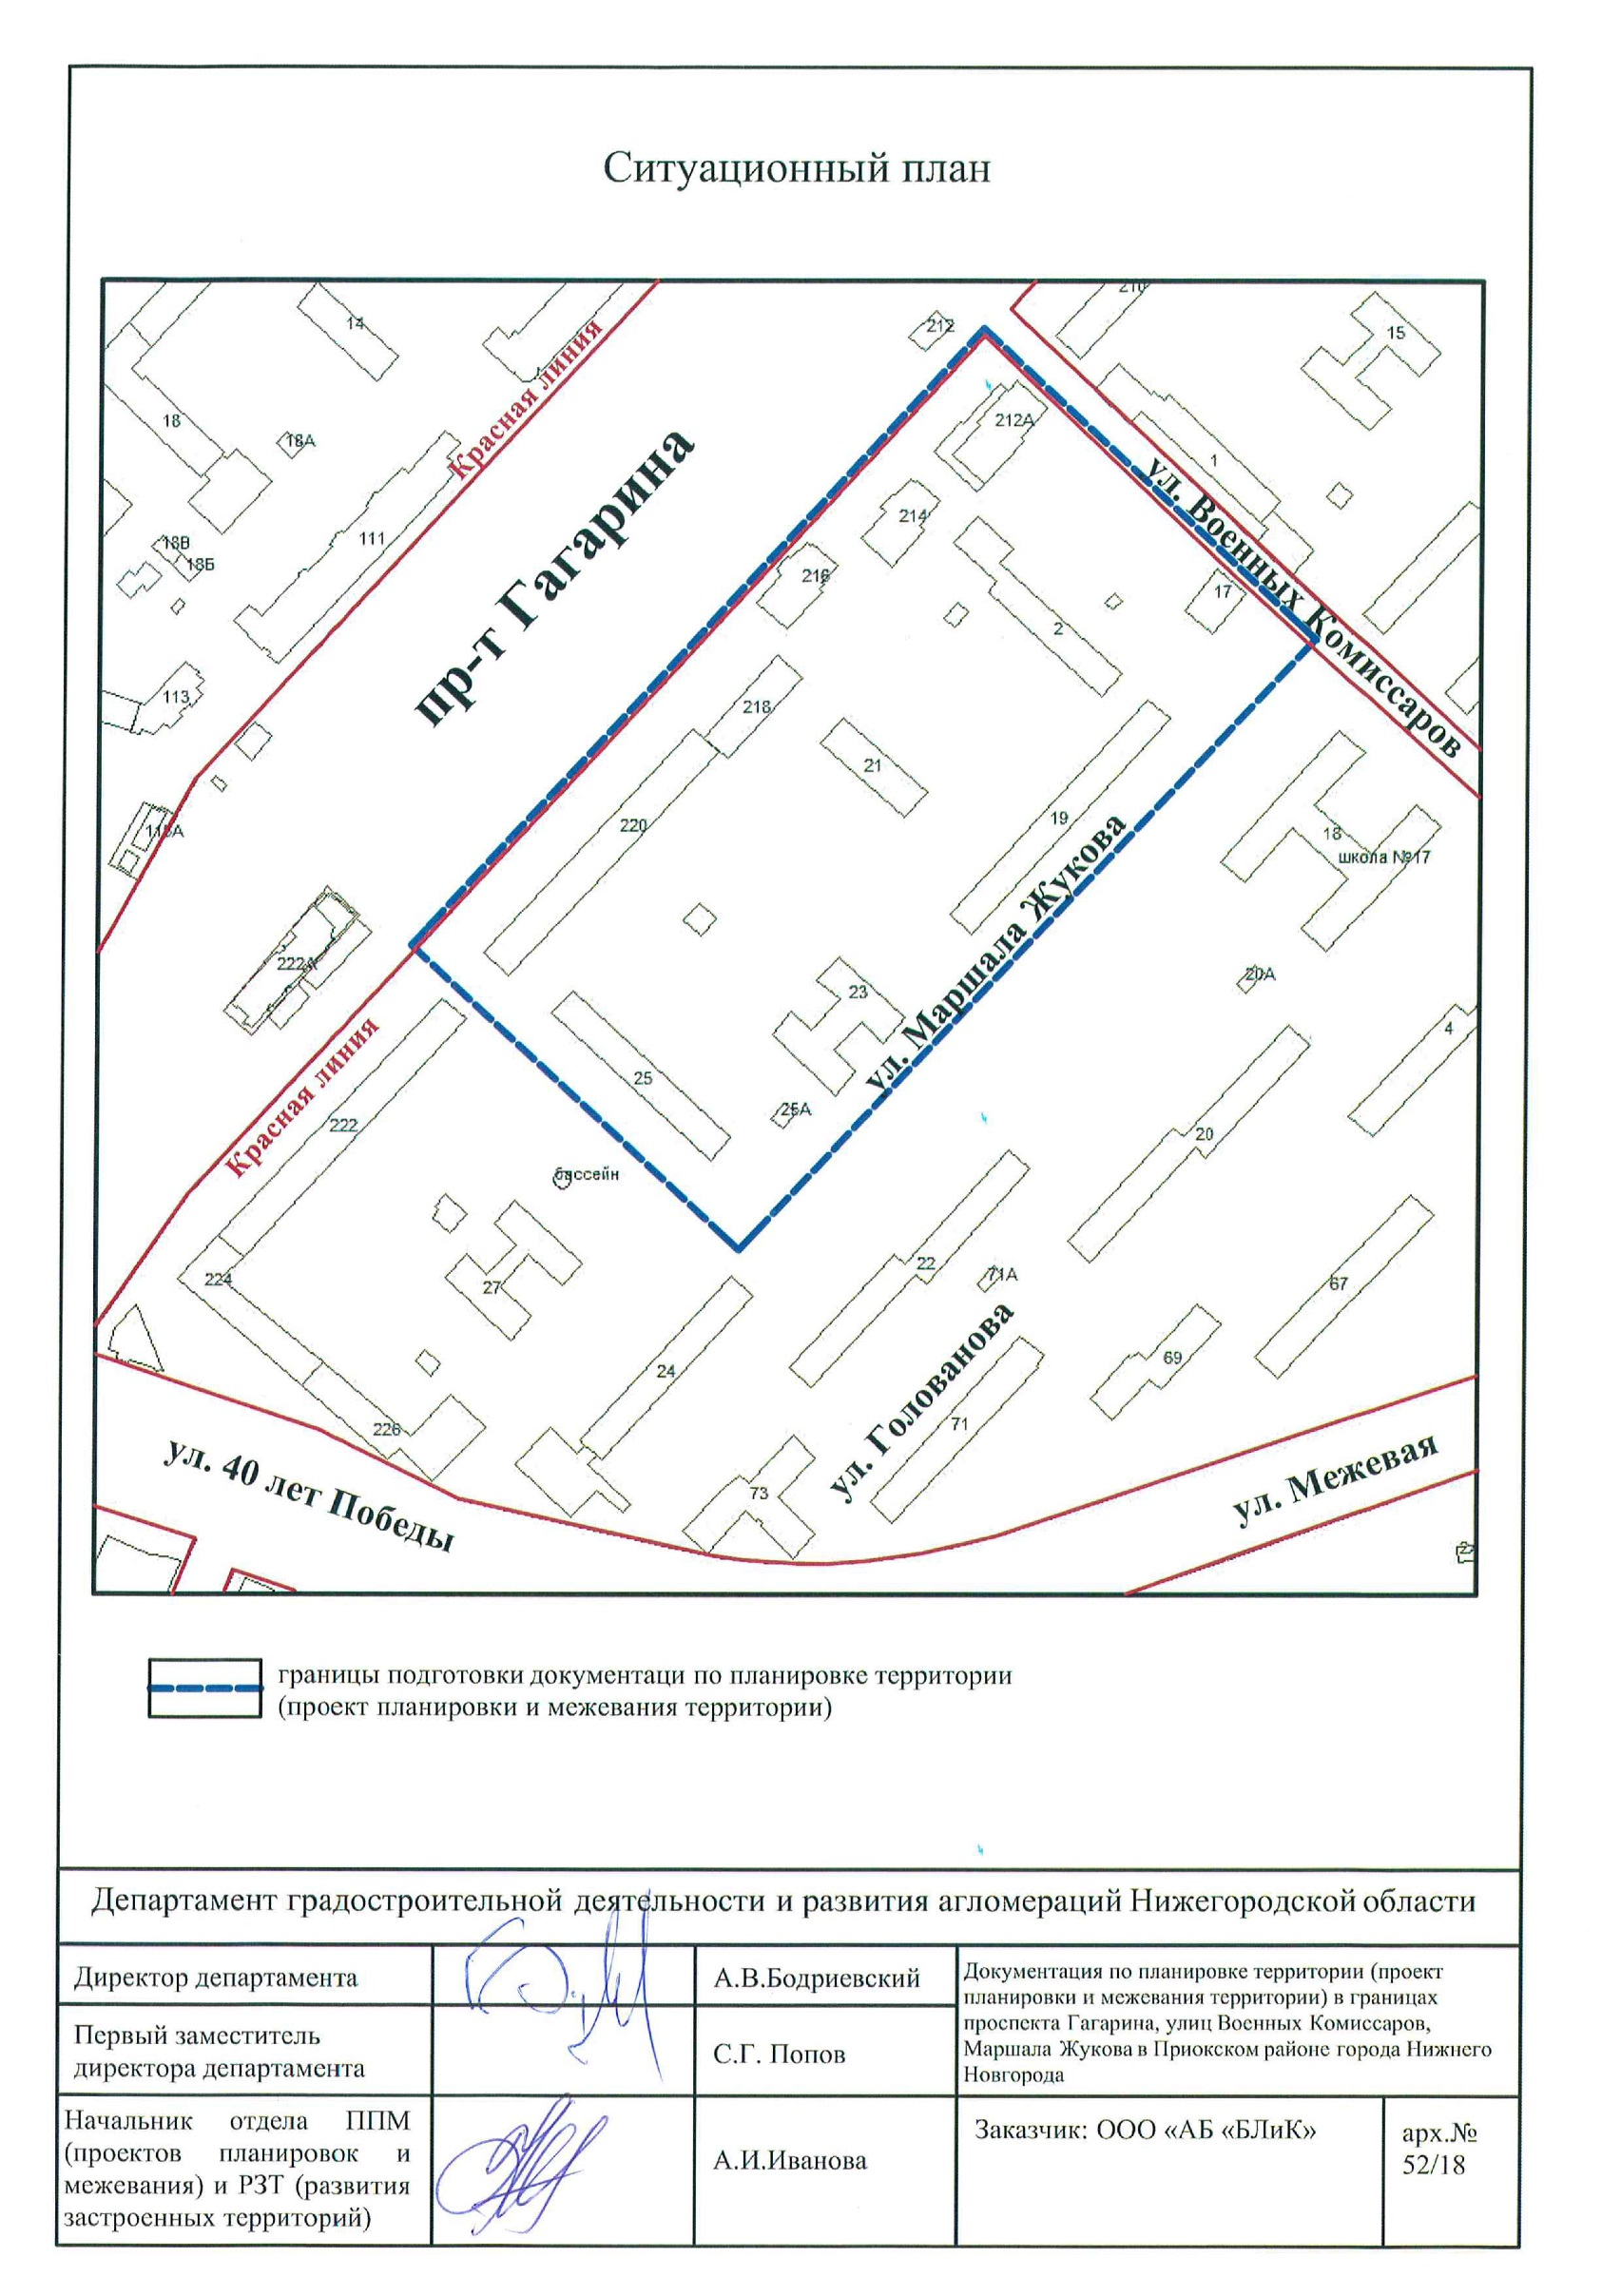 Ситуационный план
210
14
212
15
Красная линия
18
18А
212А
1
пр-т Гагарина
ул. Военных Комиссаров
111
214
18В
18Б
216
17
2
113
218
21
220
19
18
школа №17
ул. Маршала Жукова
222А
23
20А
4
Красная линия
25
25А
222
20
бассейн
22
71А
224
27
67
24
69
ул. Голованова
226
71
73
ул. 40 лет Победы
ул. Межевая
границы подготовки документаци по планировке территории
(проект планировки и межевания территории)
Департамент градостроительной деятельности и развития агломераций Нижегородской области
Директор департамента
А.В.Бодриевский
Первый заместитель
директора департамента
С.Г. Попов
Документация по планировке территории (проект
планировки и межевания территории) в границах
проспекта Гагарина, улиц Военных Комиссаров,
Маршала Жукова в Приокском районе города Нижнего
Новгорода
Начальник отдела ППМ
(проектов планировок и
межевания) и РЗТ (развития
застроенных территорий)
А.И.Иванова
Заказчик: ООО «АБ «БЛиК»
арх.№
52/18